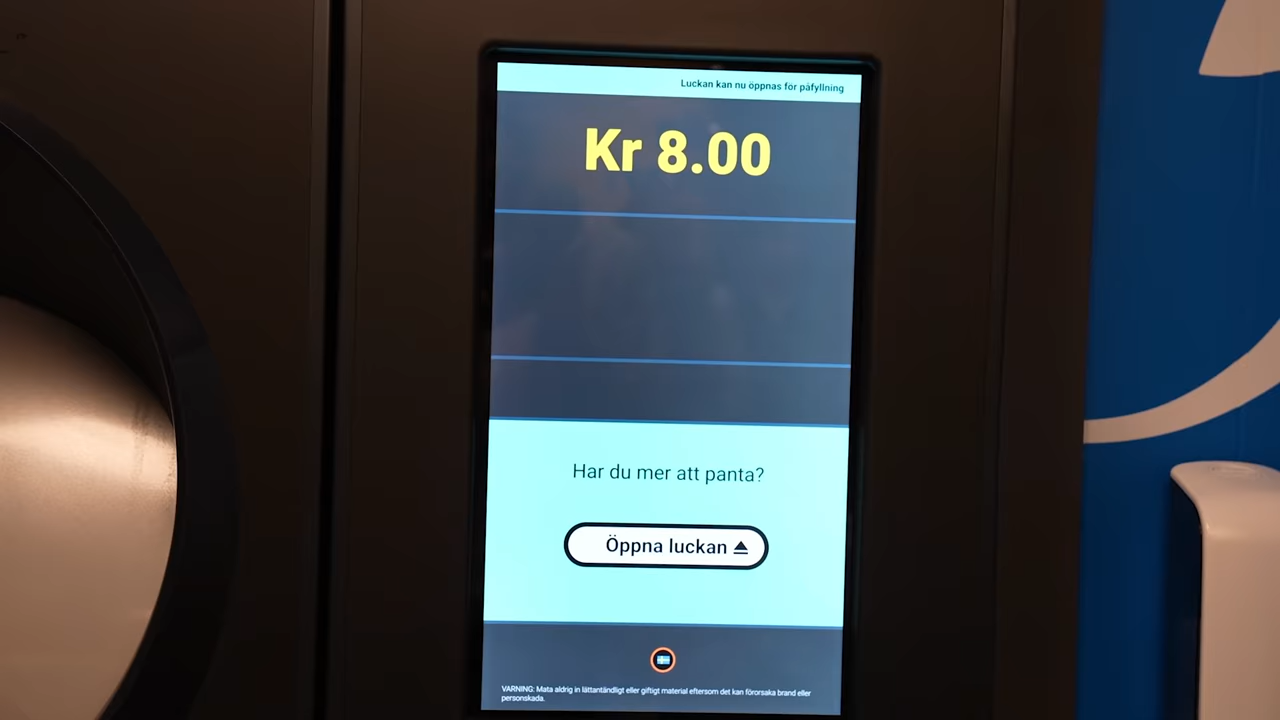 Luckan kan nu öppnas för påfyllning
Kr 8.00
Har du mer att panta?
Öppna luckan
VARNING: Mata aldrig in lättantändligt eller giftigt material eftersom det kan förorsaka brand eller
personskada.